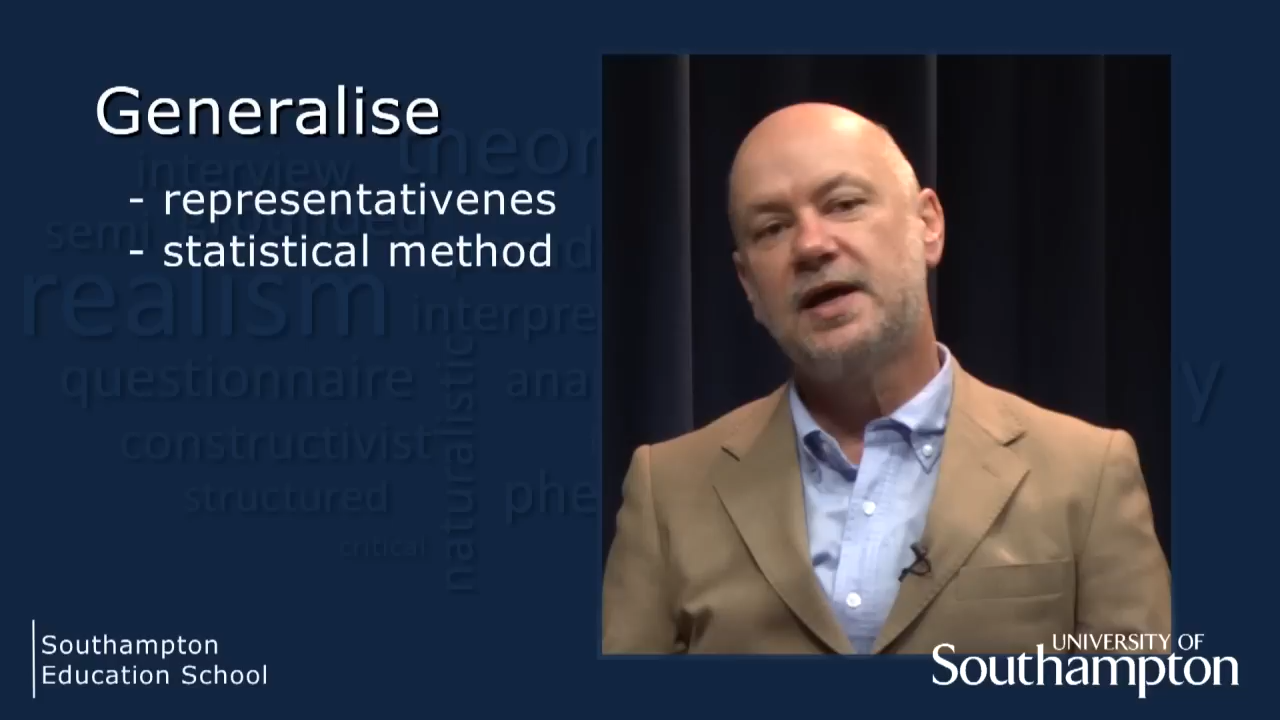 Generalise
- representativenes
- statistical method
theor
interview
semi
realism
interpre
questionnaire
ana
y
constructivist
naturalistic
structured
phe
critical
Southampton
Education School
UNIVERSITY OF
Southampton